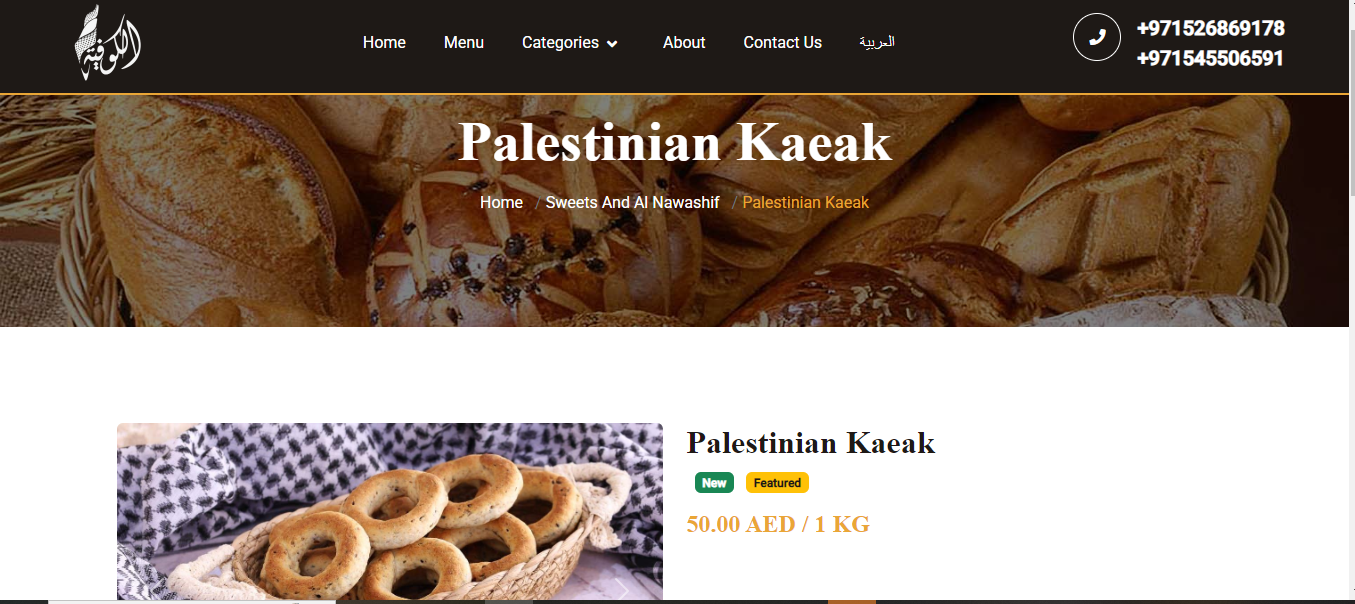 الكوفية
Home Menu Categories About Contact Us العربية
+971526869178
+971545506591
Palestinian Kaeak
Home / Sweets And Al Nawashif / Palestinian Kaeak
Palestinian Kaeak
New Featured
50.00 AED / 1 KG